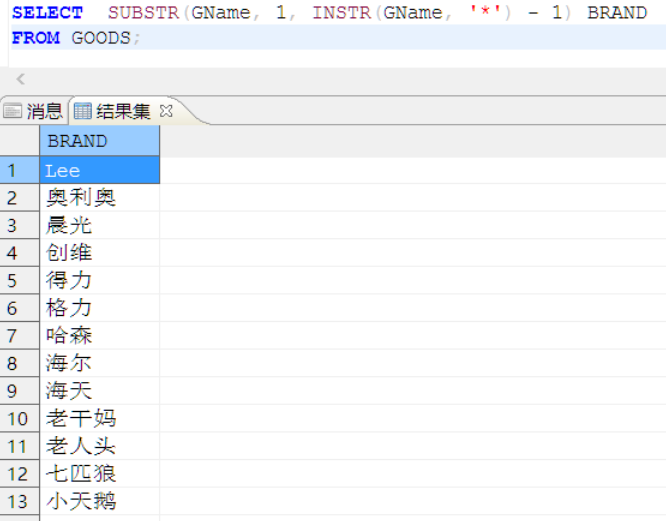 SELECT SUBSTR(GName, 1, INSTR(GName, '*') - 1) BRAND
FROM GOODS;
消息 结果集
BRAND
1 Lee
2 奥利奥
3 晨光
4 创维
5 得力
6 格力
7 哈森
8 海尔
9 海天
10 老干妈
11 老人头
12 七匹狼
13 小天鹅